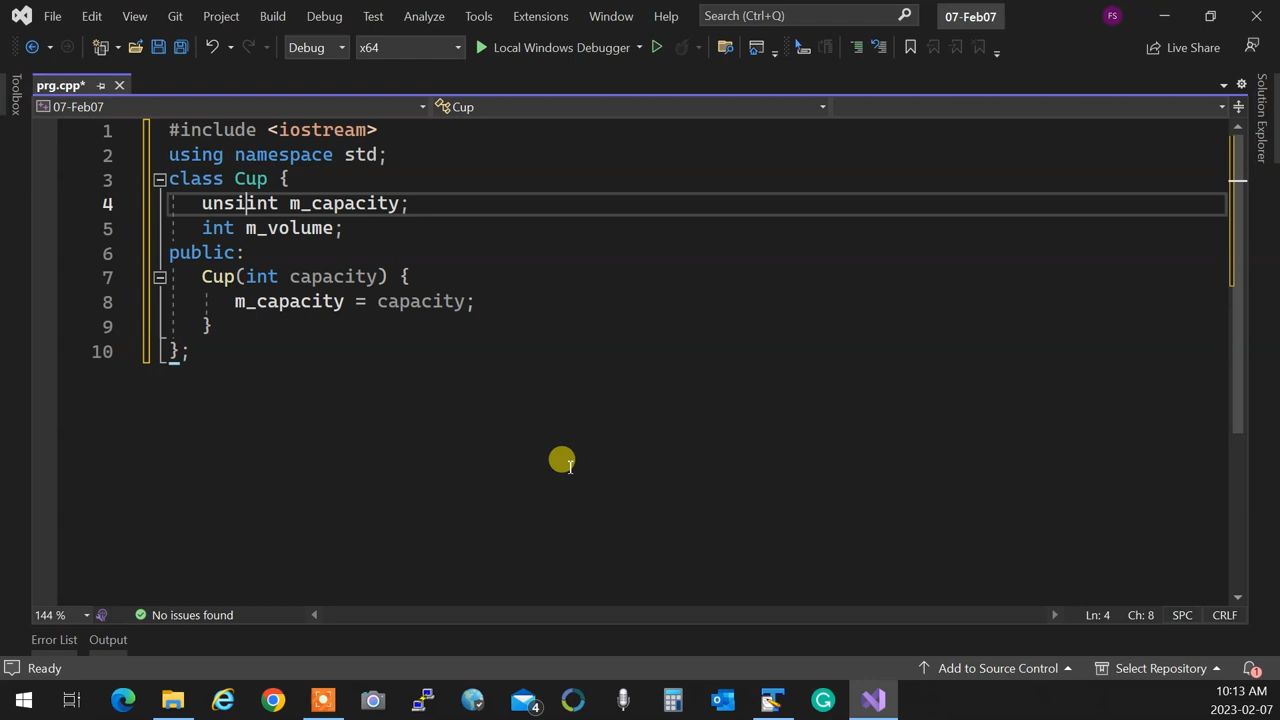 File Edit View Git Project Build Debug Test Analyze Tools Extensions Window Help Search (Ctrl+Q) 07-Feb07 FS
Debug x64 Local Windows Debugger Live Share
prg.cpp*
07-Feb07 Cup
1 #include <iostream>
2 using namespace std;
3 class Cup {
4 unsiint m_capacity;
5 int m_volume;
6 public:
7 Cup(int capacity) {
8 m_capacity = capacity;
9 }
10 };
Toolbox
Solution Explorer
144 % No issues found Ln: 4 Ch: 8 SPC CRLF
Error List Output
Ready Add to Source Control Select Repository 1
4
10:13 AM
2023-02-07